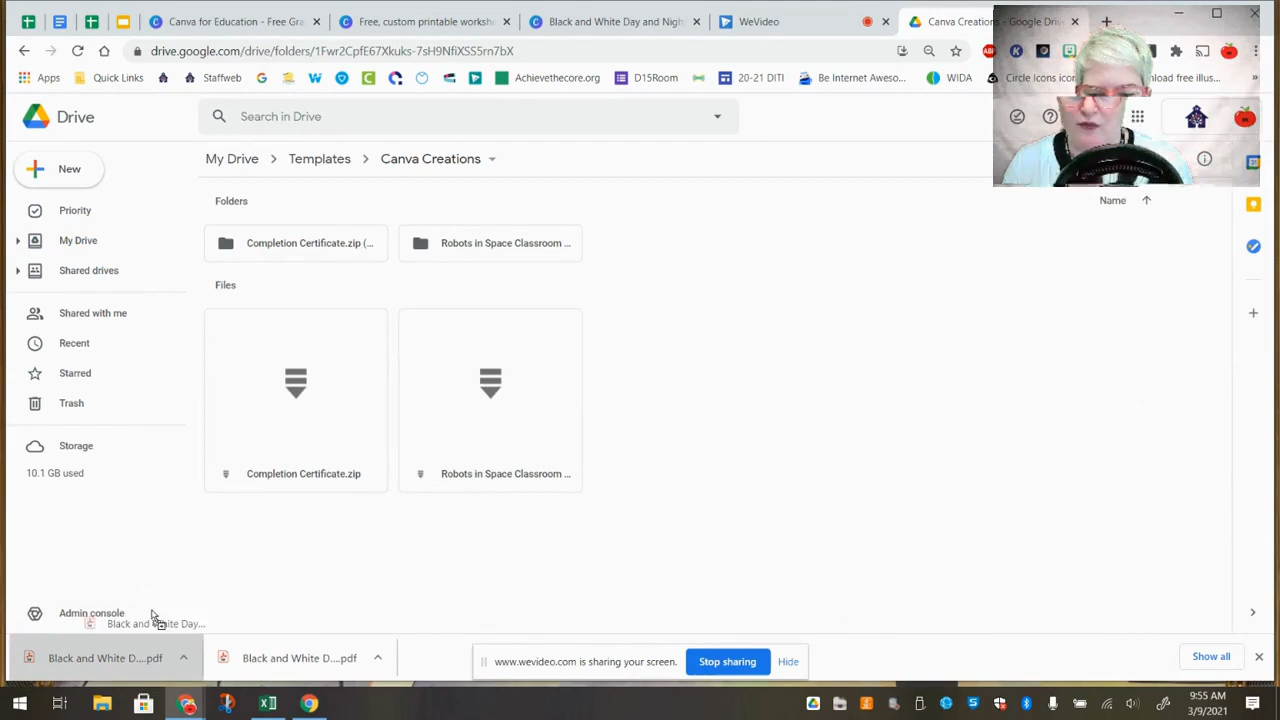 Canva for Education - Free Gr
Free, custom printable workshe
Black and White Day and Nigh
WeVideo
Canva Creations - Google Driv
drive.google.com/drive/folders/1Fwr2CpfE67Xkuks-7sH9NfiXSS5rn7bX
Apps
Quick Links
Staffweb
Achievethecore.org
D15Room
20-21 DITI
Be Internet Aweso...
WIDA
Circle Icons icon
nload free illus...
Drive
Search in Drive
New
My Drive
Templates
Canva Creations
Priority
My Drive
Shared drives
Shared with me
Recent
Starred
Trash
Storage
10.1 GB used
Admin console
Folders
Name
Completion Certificate.zip (...
Robots in Space Classroom ...
Files
Completion Certificate.zip
Robots in Space Classroom ...
Black and White Day...
Black and White D....pdf
Black and White D....pdf
www.wevideo.com is sharing your screen.
Stop sharing
Hide
Show all
9:55 AM
3/9/2021